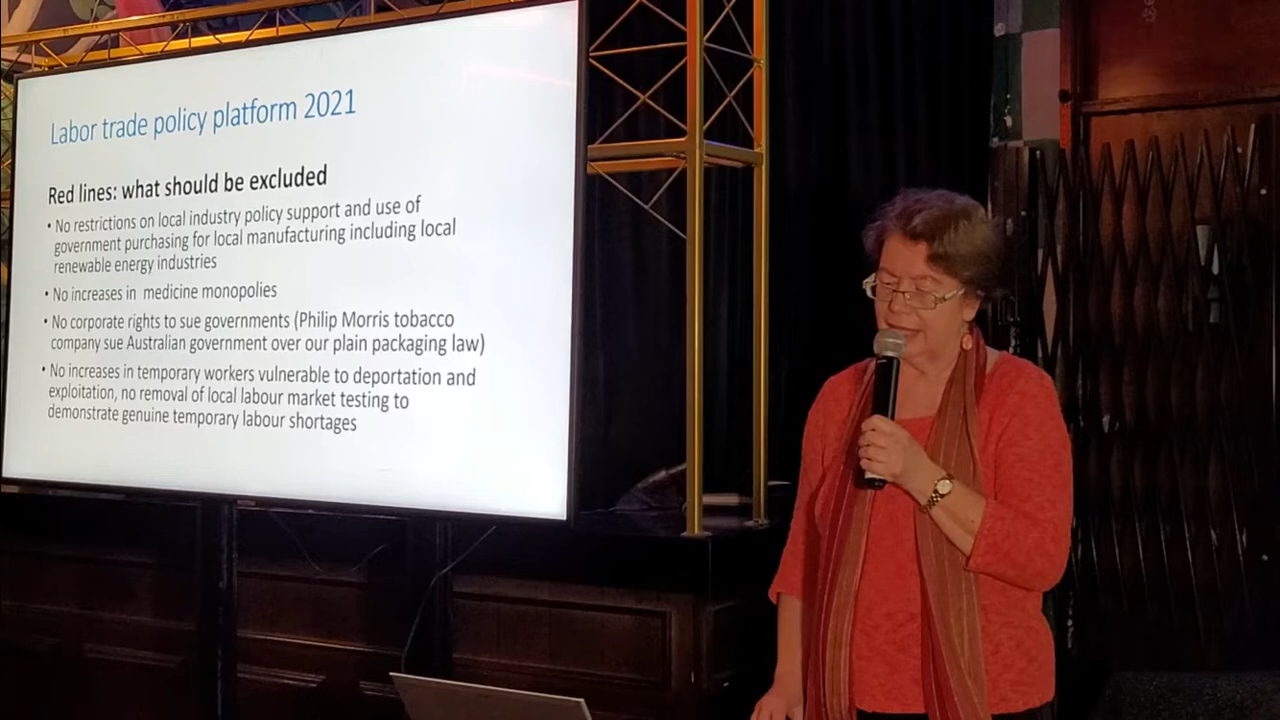 Labor trade policy platform 2021
Red lines: what should be excluded
• No restrictions on local industry policy support and use of
government purchasing for local manufacturing including local
renewable energy industries
• No increases in medicine monopolies
• No corporate rights to sue governments (Philip Morris tobacco
company sue Australian government over our plain packaging law)
• No increases in temporary workers vulnerable to deportation and
exploitation, no removal of local labour market testing to
demonstrate genuine temporary labour shortages